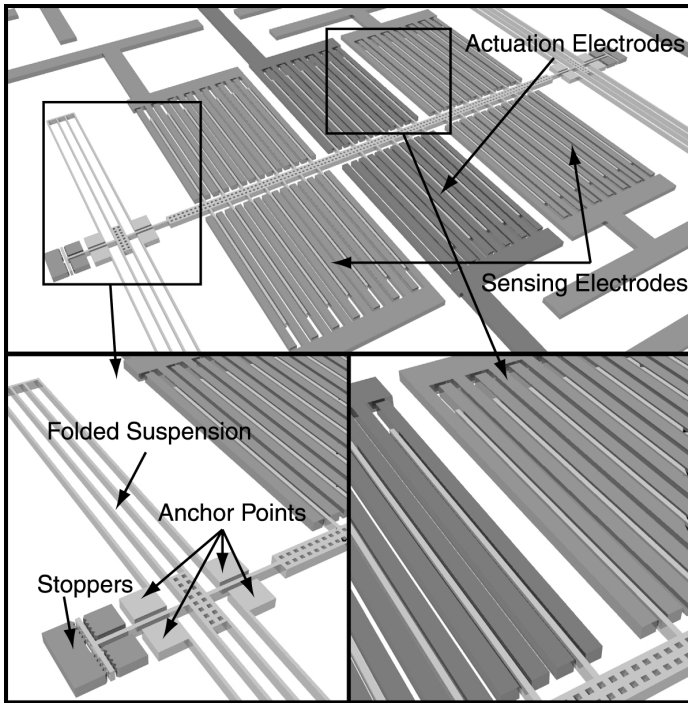 Actuation Electrodes
Sensing Electrodes
Folded Suspension
Anchor Points
Stoppers